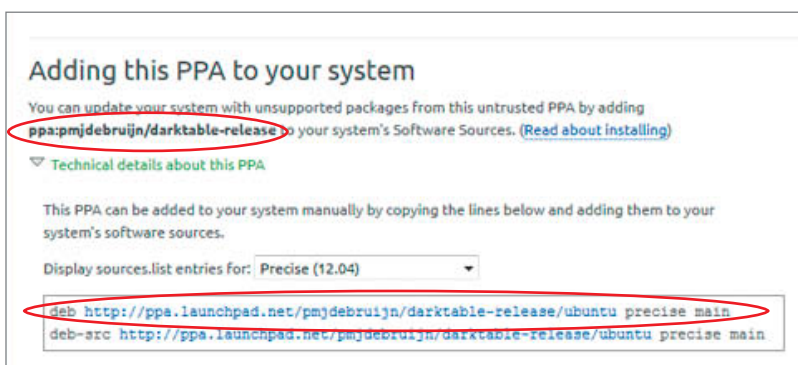 Adding this PPA to your system
You can update your system with unsupported packages from this untrusted PPA by adding
ppa:pmjdebruijn/darktable-release to your system's Software Sources. (Read about installing)
Technical details about this PPA
This PPA can be added to your system manually by copying the lines below and adding them to your
system's software sources.
Display sources.list entries for: Precise (12.04)
deb http://ppa.launchpad.net/pmjdebruijn/darktable-release/ubuntu precise main
deb-src http://ppa.launchpad.net/pmjdebruijn/darktable-release/ubuntu precise main